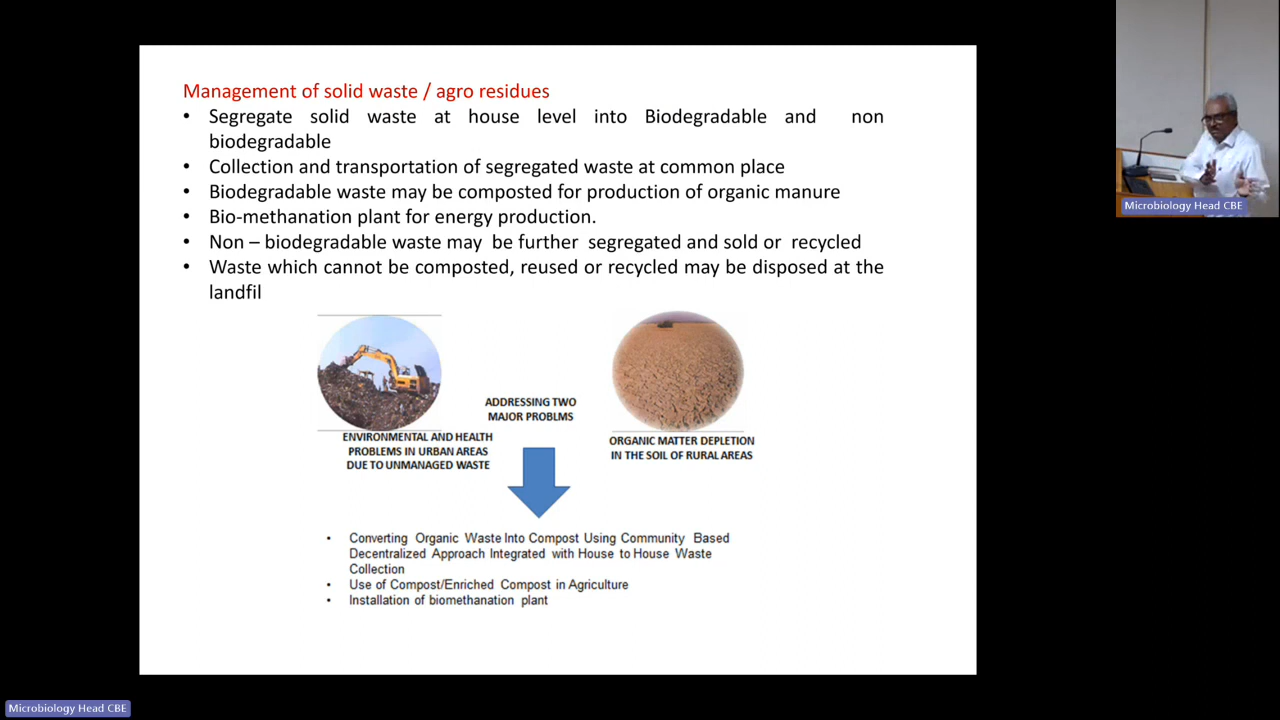 Management of solid waste / agro residues
• Segregate solid waste at house level into Biodegradable and non
biodegradable
• Collection and transportation of segregated waste at common place
• Biodegradable waste may be composted for production of organic manure
• Bio-methanation plant for energy production.
• Non – biodegradable waste may be further segregated and sold or recycled
• Waste which cannot be composted, reused or recycled may be disposed at the
landfil
ADDRESSING TWO
MAJOR PROBLMS
ENVIRONMENTAL AND HEALTH
PROBLEMS IN URBAN AREAS
DUE TO UNMANAGED WASTE
ORGANIC MATTER DEPLETION
IN THE SOIL OF RURAL AREAS
• Converting Organic Waste Into Compost Using Community Based
Decentralized Approach Integrated with House to House Waste
Collection
• Use of Compost/Enriched Compost in Agriculture
• Installation of biomethanation plant
Microbiology Head CBE
Microbiology Head CBE